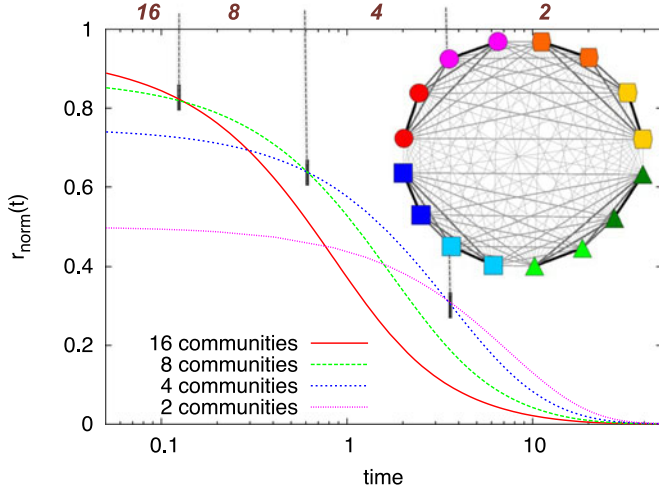 16 8 4 2
1
0.8
0.6
0.4
0.2
0
r_norm(t)
16 communities
8 communities
4 communities
2 communities
0.1 1 10
time